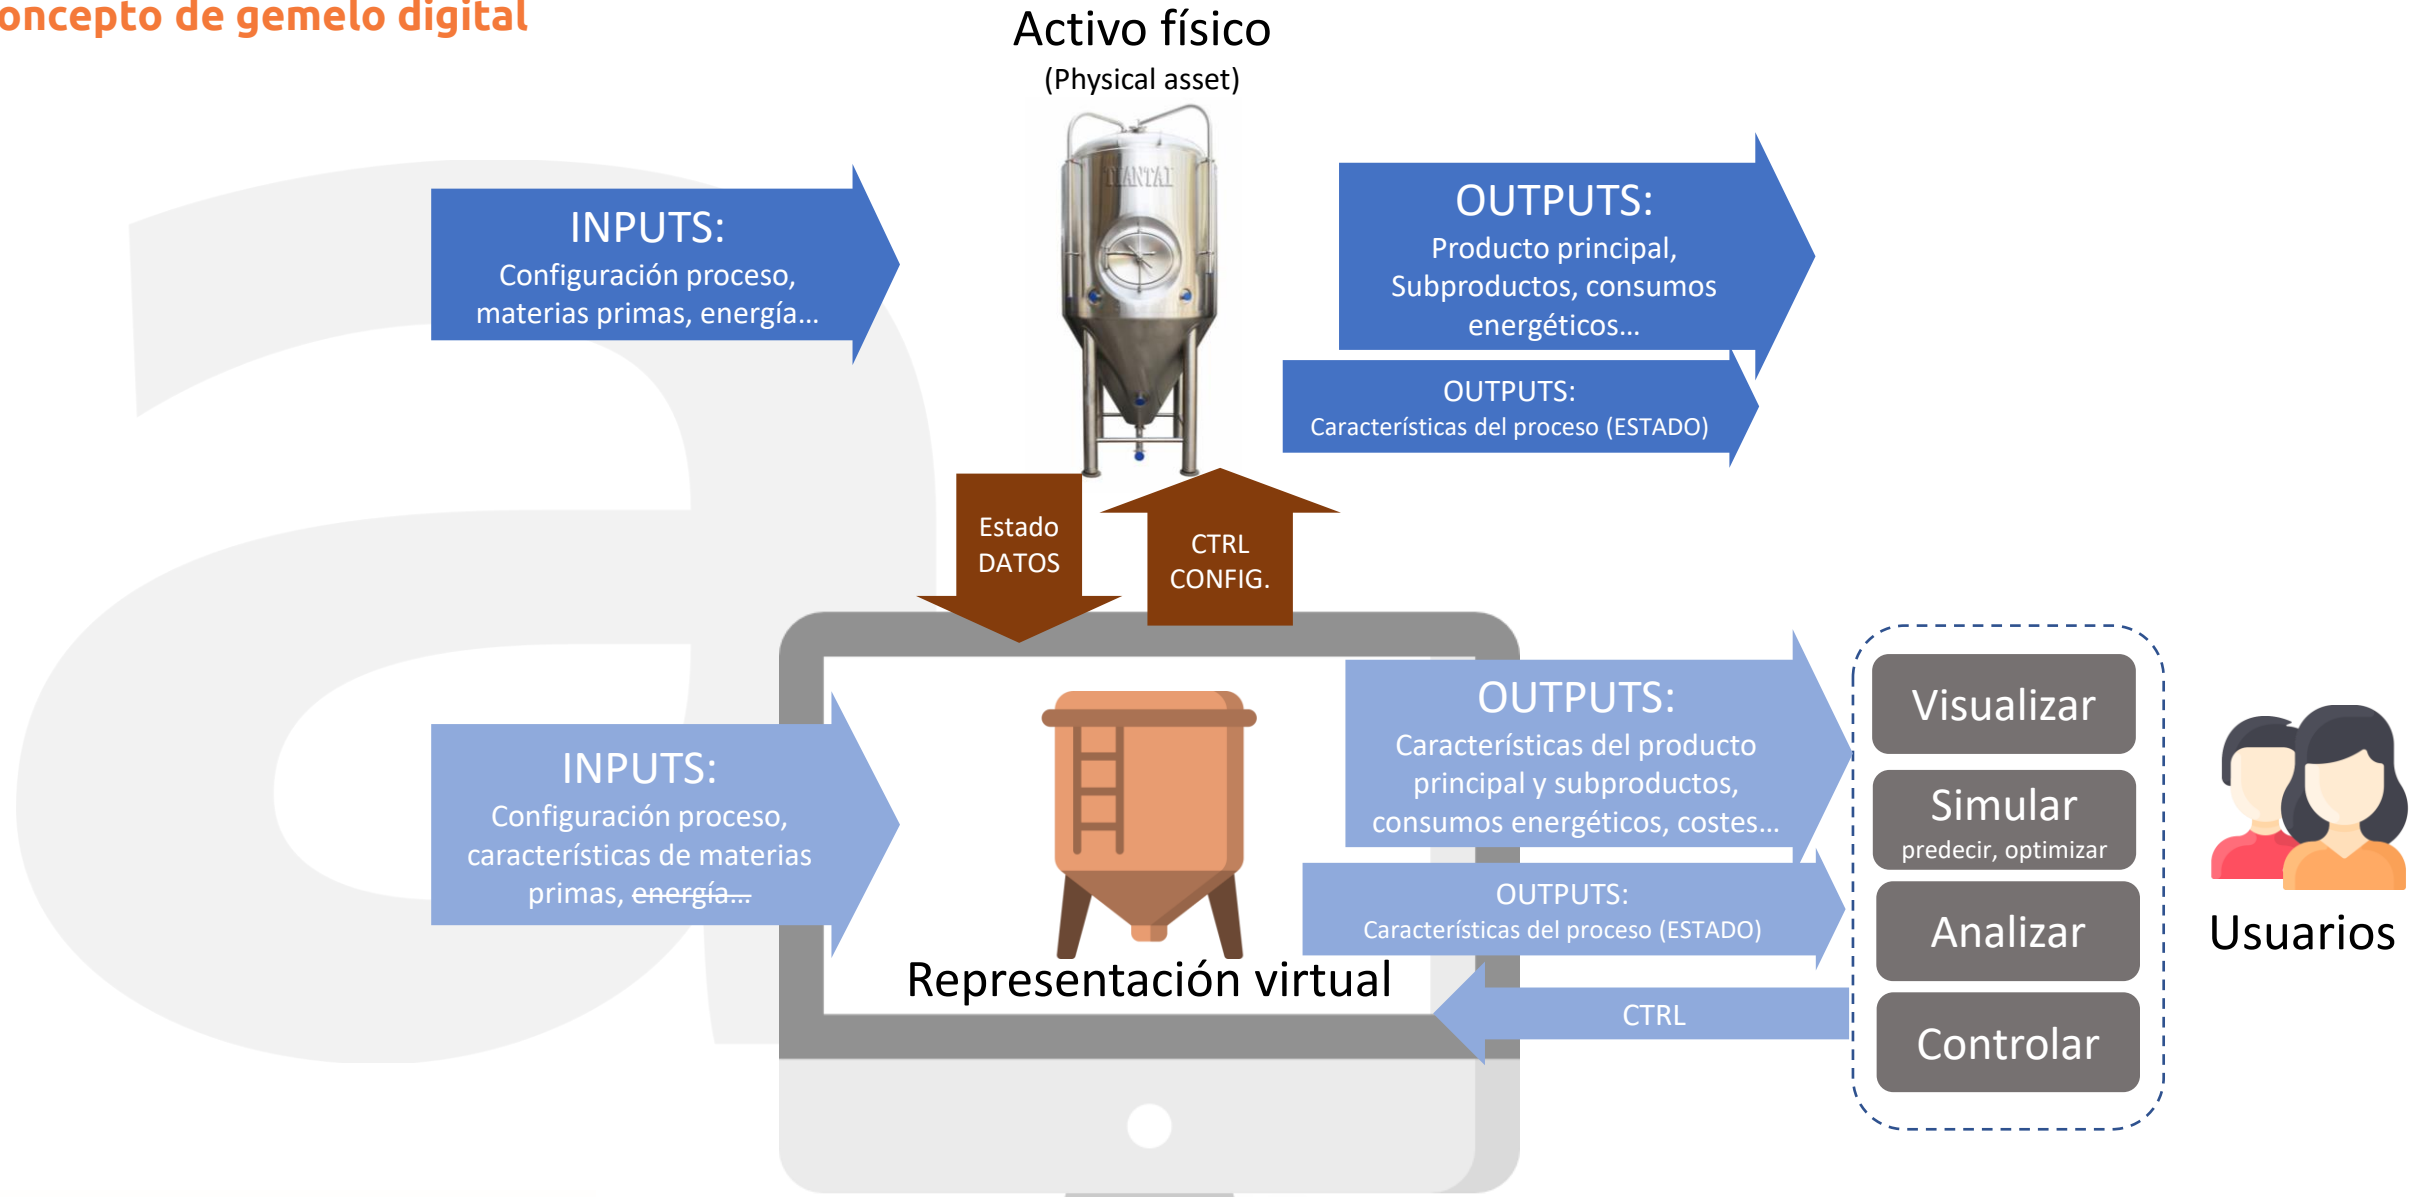 oncepto de gemelo digital
Activo físico
(Physical asset)
TIANTAI
INPUTS:
Configuración proceso,
materias primas, energía...
OUTPUTS:
Producto principal,
Subproductos, consumos
energéticos...
OUTPUTS:
Características del proceso (ESTADO)
Estado
DATOS
CTRL
CONFIG.
INPUTS:
Configuración proceso,
características de materias
primas, energía...
Representación virtual
OUTPUTS:
Características del producto
principal y subproductos,
consumos energéticos, costes...
OUTPUTS:
Características del proceso (ESTADO)
CTRL
Visualizar
Simular
predecir, optimizar
Analizar
Controlar
Usuarios